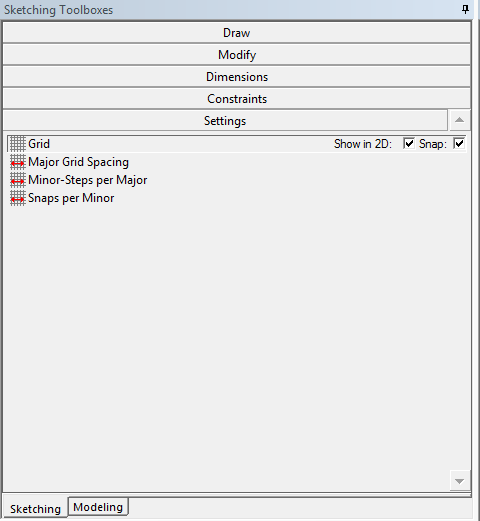 Sketching Toolboxes
Draw
Modify
Dimensions
Constraints
Settings
Grid Show in 2D: Snap:
Major Grid Spacing
Minor-Steps per Major
Snaps per Minor
Sketching Modeling